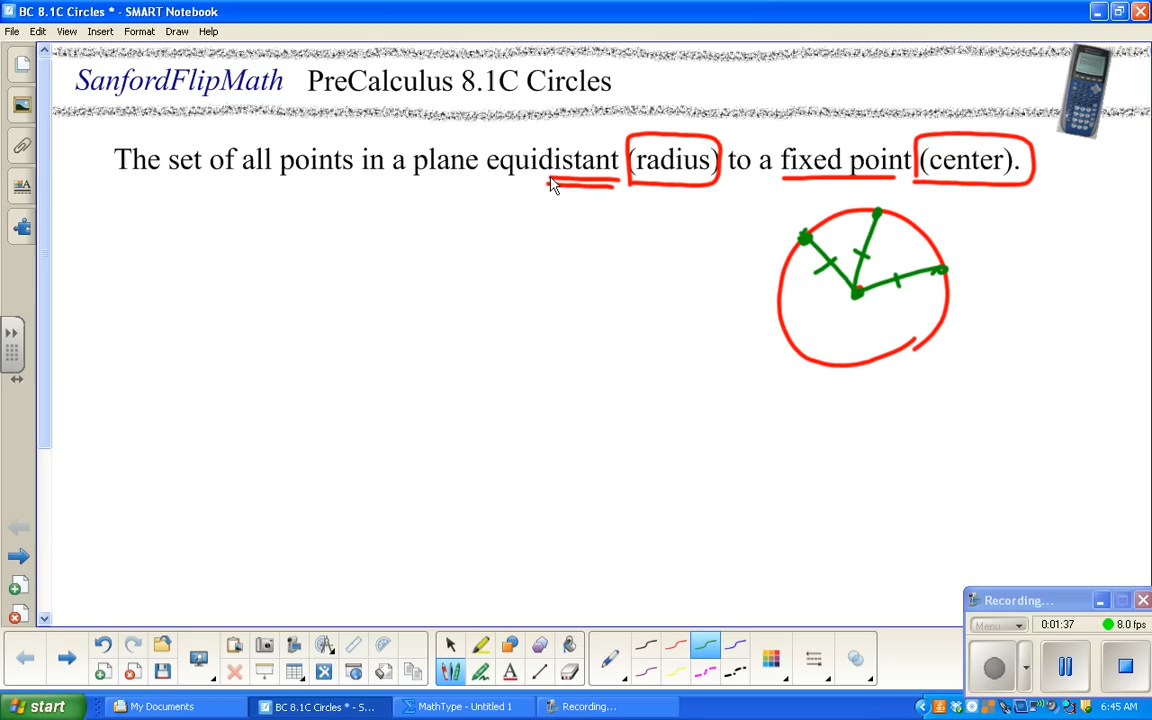 BC 8.1C Circles * - SMART Notebook
File Edit View Insert Format Draw Help
SanfordFlipMath PreCalculus 8.1C Circles
The set of all points in a plane equidistant (radius) to a fixed point (center).
Recording...
Menu
0:01:37
8.0 fps
start
My Documents
BC 8.1C Circles * - S...
MathType - Untitled 1
Recording...
6:45 AM